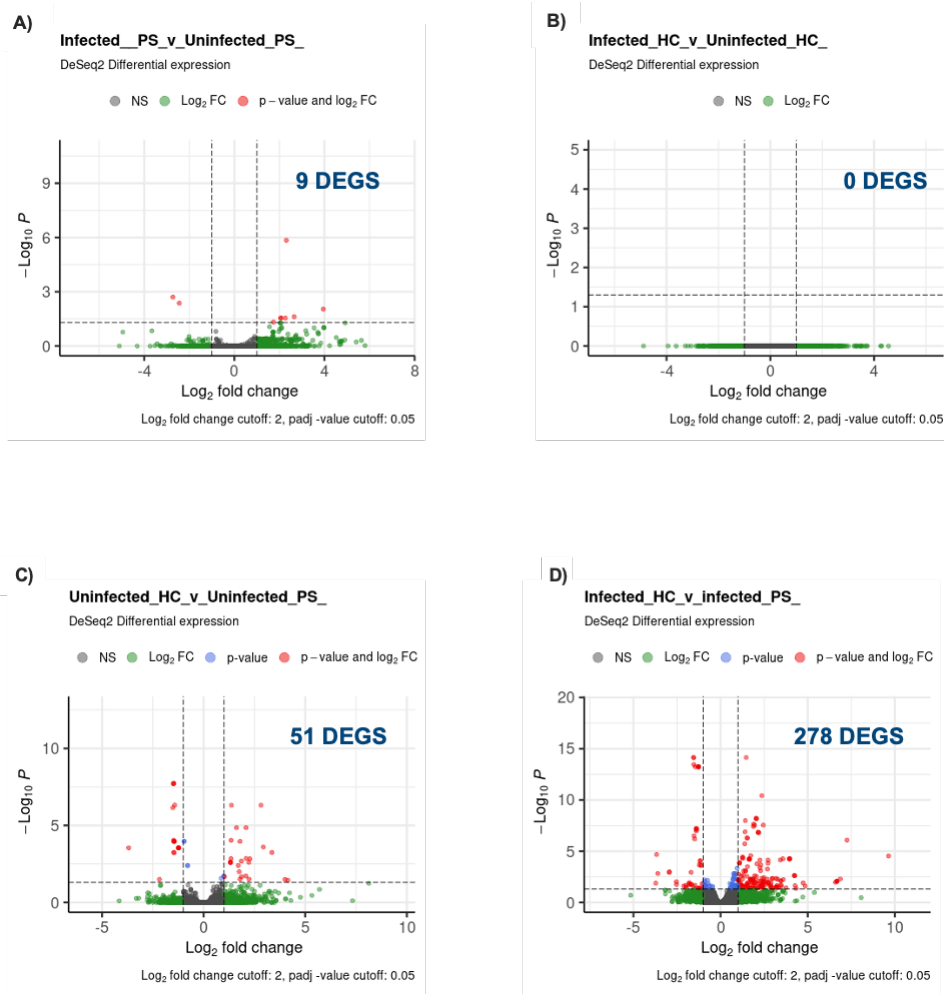 A)
Infected__PS_v_Uninfected_PS_
DeSeq2 Differential expression
NS Log2 FC p – value and log2 FC
9 DEGS
9
6
3
0
–Log10 P
-4 0 4 8
Log2 fold change
Log2 fold change cutoff: 2, padj -value cutoff: 0.05
B)
Infected_HC_v_Uninfected_HC_
DeSeq2 Differential expression
NS Log2 FC
0 DEGS
5
4
3
2
1
0
–Log10 P
-4 0 4
Log2 fold change
Log2 fold change cutoff: 2, padj -value cutoff: 0.05
C)
Uninfected_HC_v_Uninfected_PS_
DeSeq2 Differential expression
NS Log2 FC p-value p – value and log2 FC
51 DEGS
10
5
0
–Log10 P
-5 0 5 10
Log2 fold change
Log2 fold change cutoff: 2, padj -value cutoff: 0.05
D)
Infected_HC_v_infected_PS_
DeSeq2 Differential expression
NS Log2 FC p-value p – value and log2 FC
278 DEGS
20
15
10
5
0
–Log10 P
-5 0 5 10
Log2 fold change
Log2 fold change cutoff: 2, padj -value cutoff: 0.05